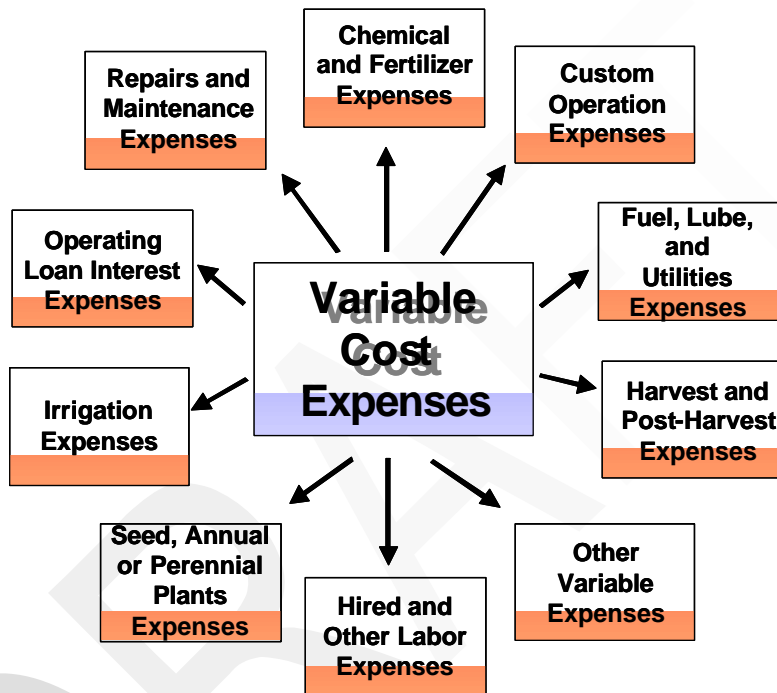 Chemical
and Fertilizer
Expenses
Repairs and
Maintenance
Expenses
Custom
Operation
Expenses
Operating
Loan Interest
Expenses
Fuel, Lube,
and
Utilities
Expenses
Variable
Cost
Expenses
Irrigation
Expenses
Harvest and
Post-Harvest
Expenses
Seed, Annual
or Perennial
Plants
Expenses
Hired and
Other Labor
Expenses
Other
Variable
Expenses